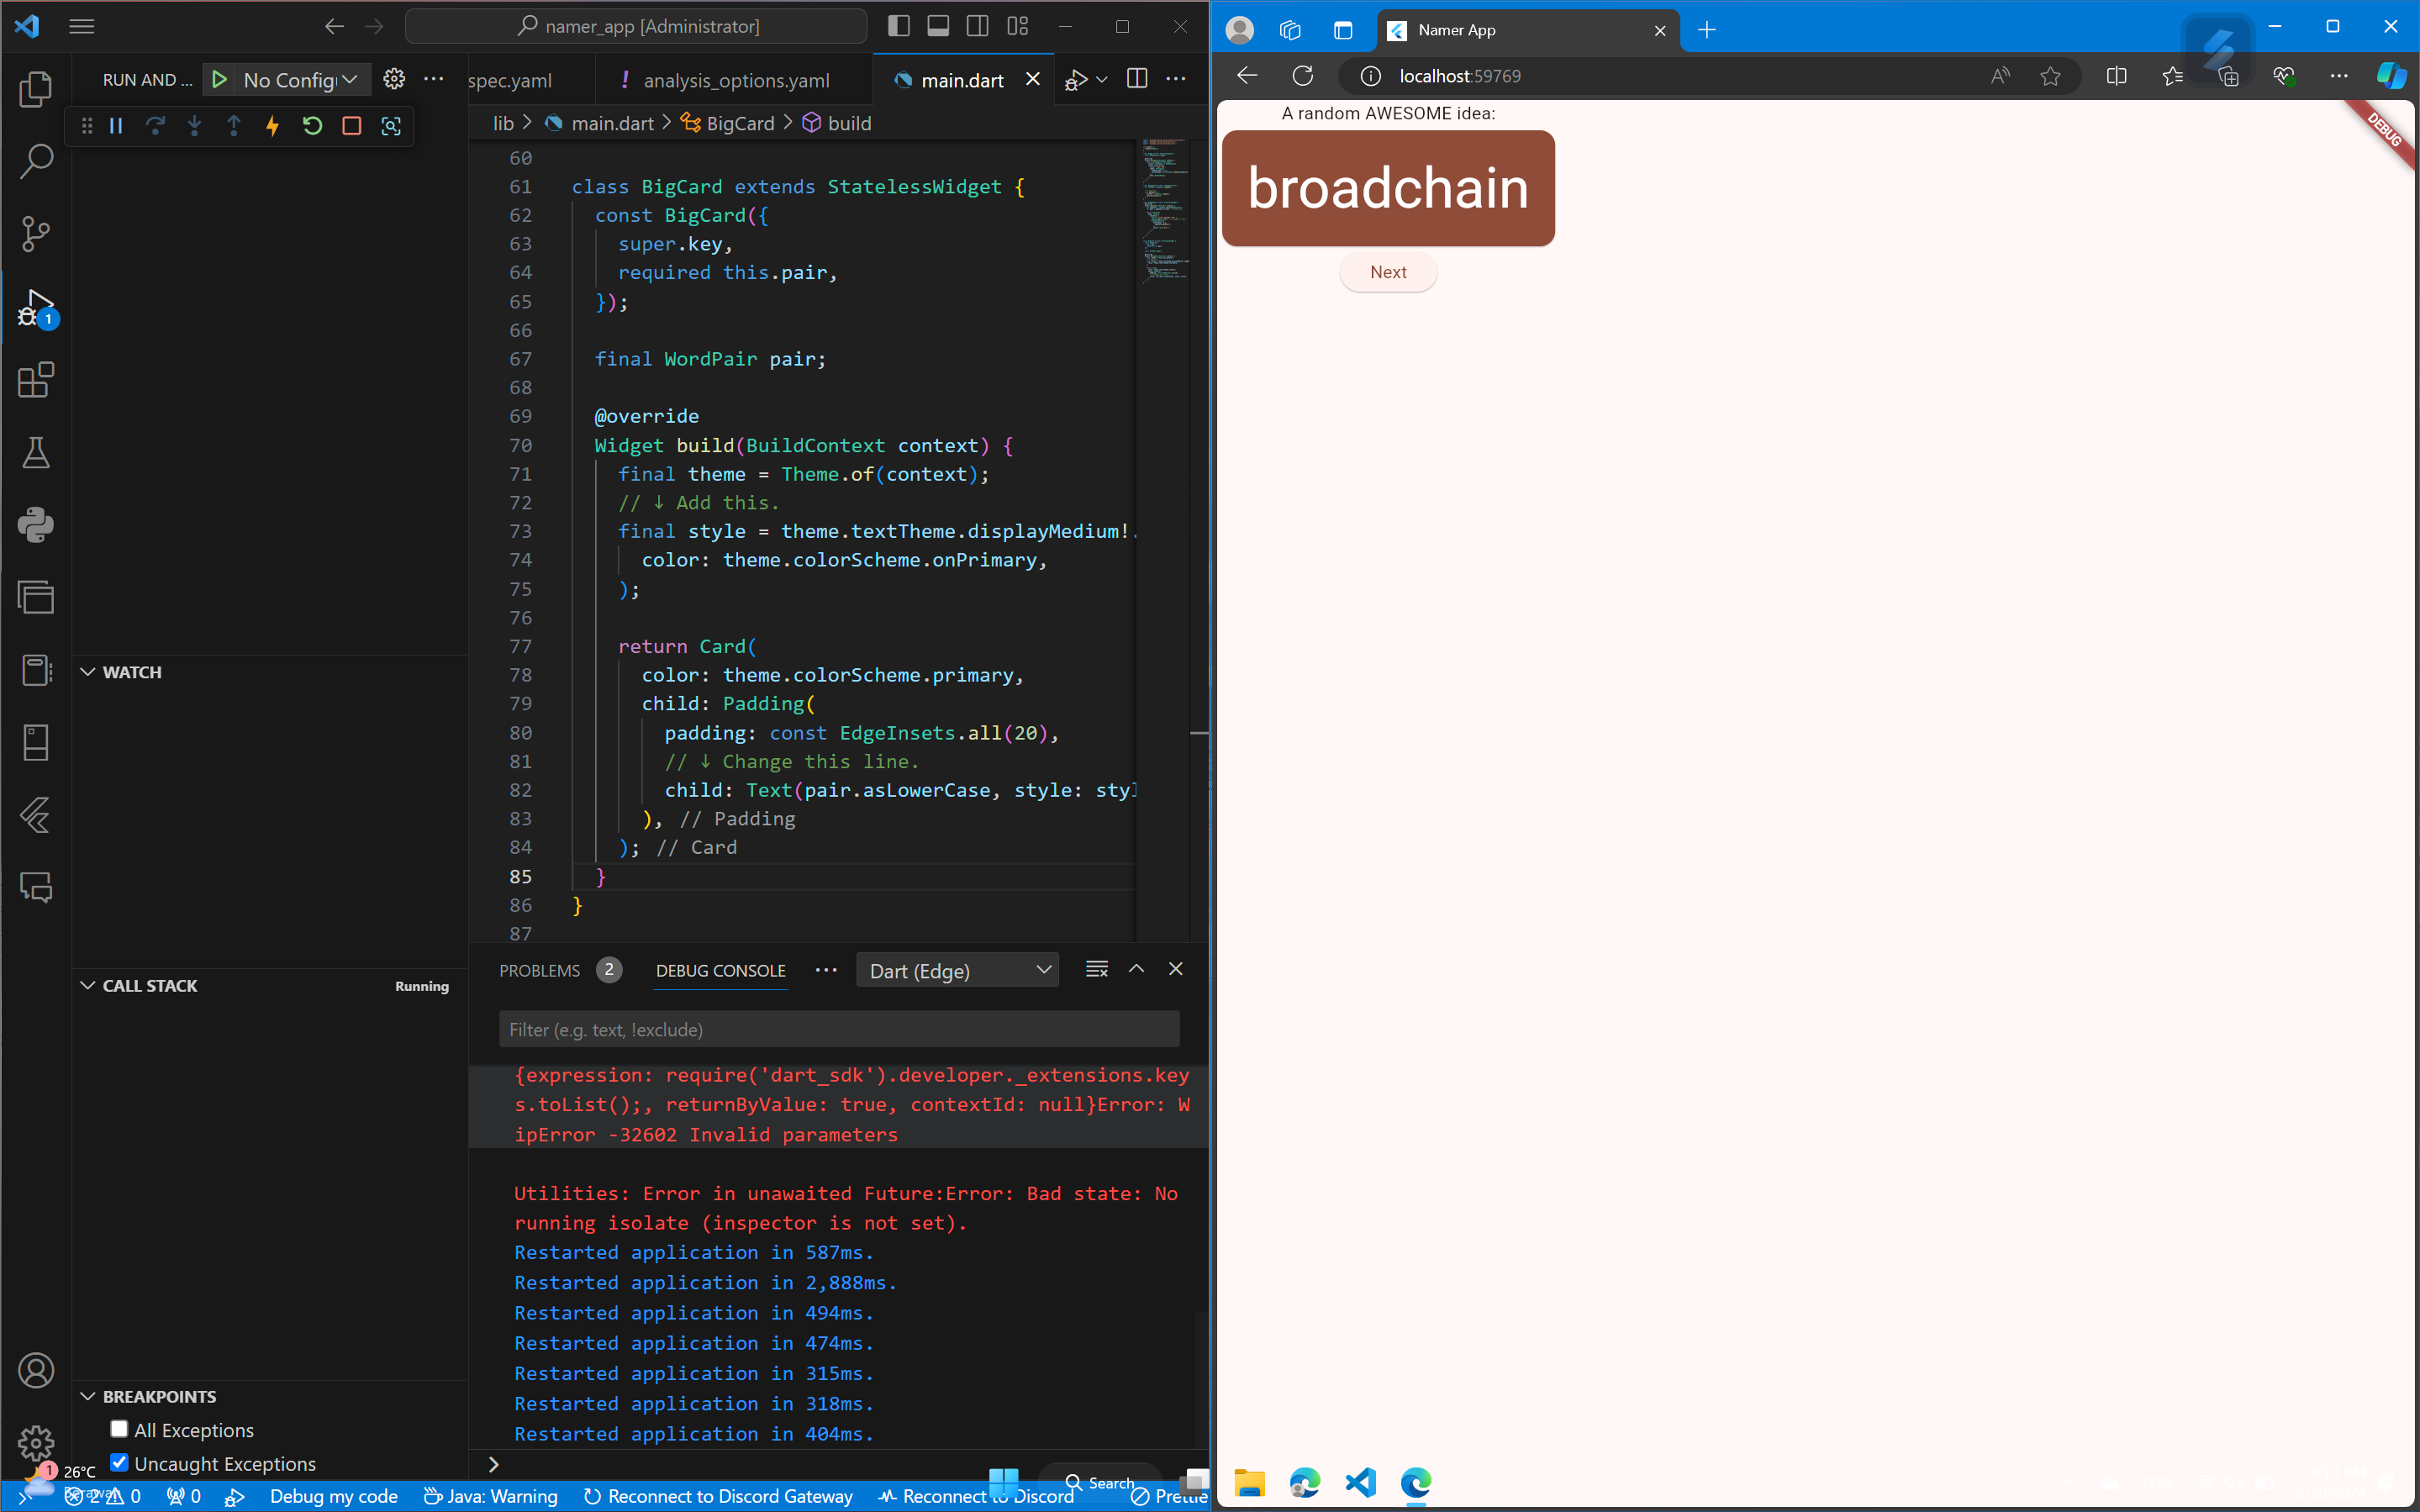 namer_app [Administrator]
RUN AND ...
No Config
spec.yaml
! analysis_options.yaml
main.dart
lib > main.dart > BigCard > build
60
61 class BigCard extends StatelessWidget {
62 const BigCard({
63 super.key,
64 required this.pair,
65 });
66
67 final WordPair pair;
68
69 @override
70 Widget build(BuildContext context) {
71 final theme = Theme.of(context);
72 // ↓ Add this.
73 final style = theme.textTheme.displayMedium!.
74 color: theme.colorScheme.onPrimary,
75 );
76
77 return Card(
78 color: theme.colorScheme.primary,
79 child: Padding(
80 padding: const EdgeInsets.all(20),
81 // ↓ Change this line.
82 child: Text(pair.asLowerCase, style: styl
83 ), // Padding
84 ); // Card
85 }
86 }
87
1
WATCH
CALL STACK
Running
BREAKPOINTS
All Exceptions
Uncaught Exceptions
PROBLEMS 2
DEBUG CONSOLE
Dart (Edge)
Filter (e.g. text, !exclude)
{expression: require('dart_sdk').developer._extensions.key
s.toList();, returnByValue: true, contextId: null}Error: W
ipError -32602 Invalid parameters
Utilities: Error in unawaited Future:Error: Bad state: No
running isolate (inspector is not set).
Restarted application in 587ms.
Restarted application in 2,888ms.
Restarted application in 494ms.
Restarted application in 474ms.
Restarted application in 315ms.
Restarted application in 318ms.
Restarted application in 404ms.
1
26°C
2 0
0
Debug my code
Java: Warning
Reconnect to Discord Gateway
Reconnect to Discord
Search
Prettie
Namer App
localhost:59769
A random AWESOME idea:
DEBUG
broadchain
Next